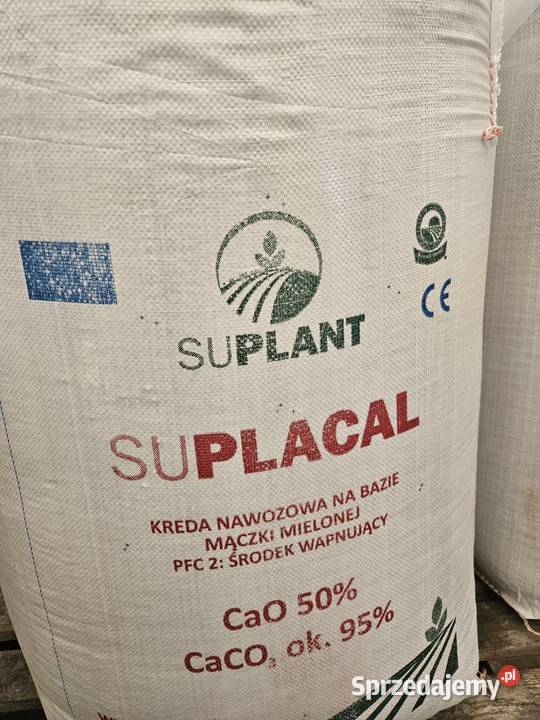 SUPLANT
CE
SUPLACAL
KREDA NAWOZOWA NA BAZIE
MĄCZKI MIELONEJ
PFC 2: ŚRODEK WAPNUJĄCY
CaO 50%
CaCO₃ ok. 95%
Sprzedajemy.pl